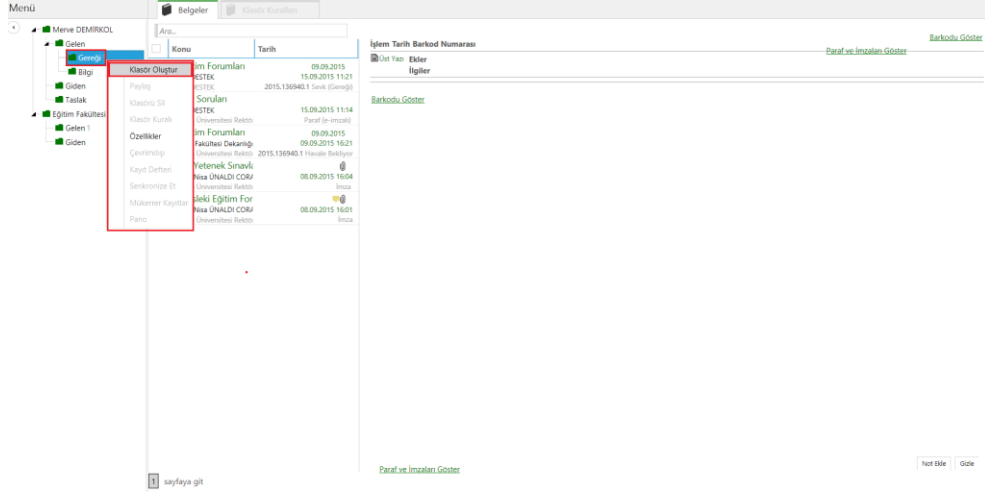 Menü
Belgeler
Klasör Kuralları
Merve DEMİRKOL
Gelen
Gereği
Bilgi
Giden
Taslak
Eğitim Fakültesi
Gelen 1
Giden
Klasör Oluştur
Paylaş
Klasörü Sil
Klasör Kuralı
Özellikler
Çevrimdışı
Kayıt Defteri
Senkronize Et
Mükerrer Kayıtlar
Pano
Ara...
Konu Tarih
im Forumları 09.09.2015
DESTEK 15.09.2015 11:21
DESTEK 2015.136940.1 Sevk (Gereği)
Soruları
DESTEK 15.09.2015 11:14
Üniversitesi Rektö Paraf (e-imzalı)
im Forumları 09.09.2015
Fakültesi Dekanlığı 09.09.2015 16:21
Üniversitesi Rektö 2015.136940.1 Havale Bekliyor
Yetenek Sınavla
Nisa ÜNALDI CORA 08.09.2015 16:04
Üniversitesi Rektö İmza
sleki Eğitim For
Nisa ÜNALDI CORA 08.09.2015 16:01
Üniversitesi Rektö İmza
1 sayfaya git
Barkodu Göster
İşlem Tarih Barkod Numarası
Paraf ve İmzaları Göster
Üst Yazı Ekler
İlgiler
Barkodu Göster
Paraf ve İmzaları Göster
Not Ekle Gizle